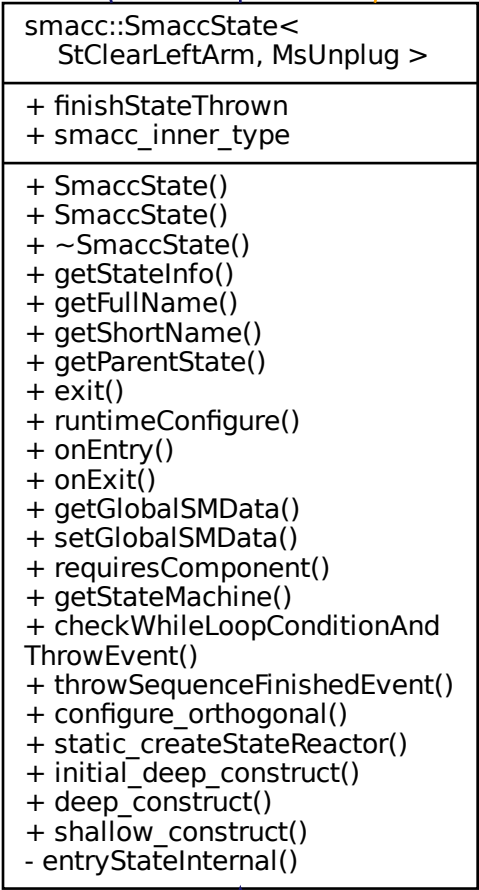 smacc::SmaccState<
StClearLeftArm, MsUnplug >
+ finishStateThrown
+ smacc_inner_type
+ SmaccState()
+ SmaccState()
+ ~SmaccState()
+ getStateInfo()
+ getFullName()
+ getShortName()
+ getParentState()
+ exit()
+ runtimeConfigure()
+ onEntry()
+ onExit()
+ getGlobalSMData()
+ setGlobalSMData()
+ requiresComponent()
+ getStateMachine()
+ checkWhileLoopConditionAnd
ThrowEvent()
+ throwSequenceFinishedEvent()
+ configure_orthogonal()
+ static_createStateReactor()
+ initial_deep_construct()
+ deep_construct()
+ shallow_construct()
- entryStateInternal()